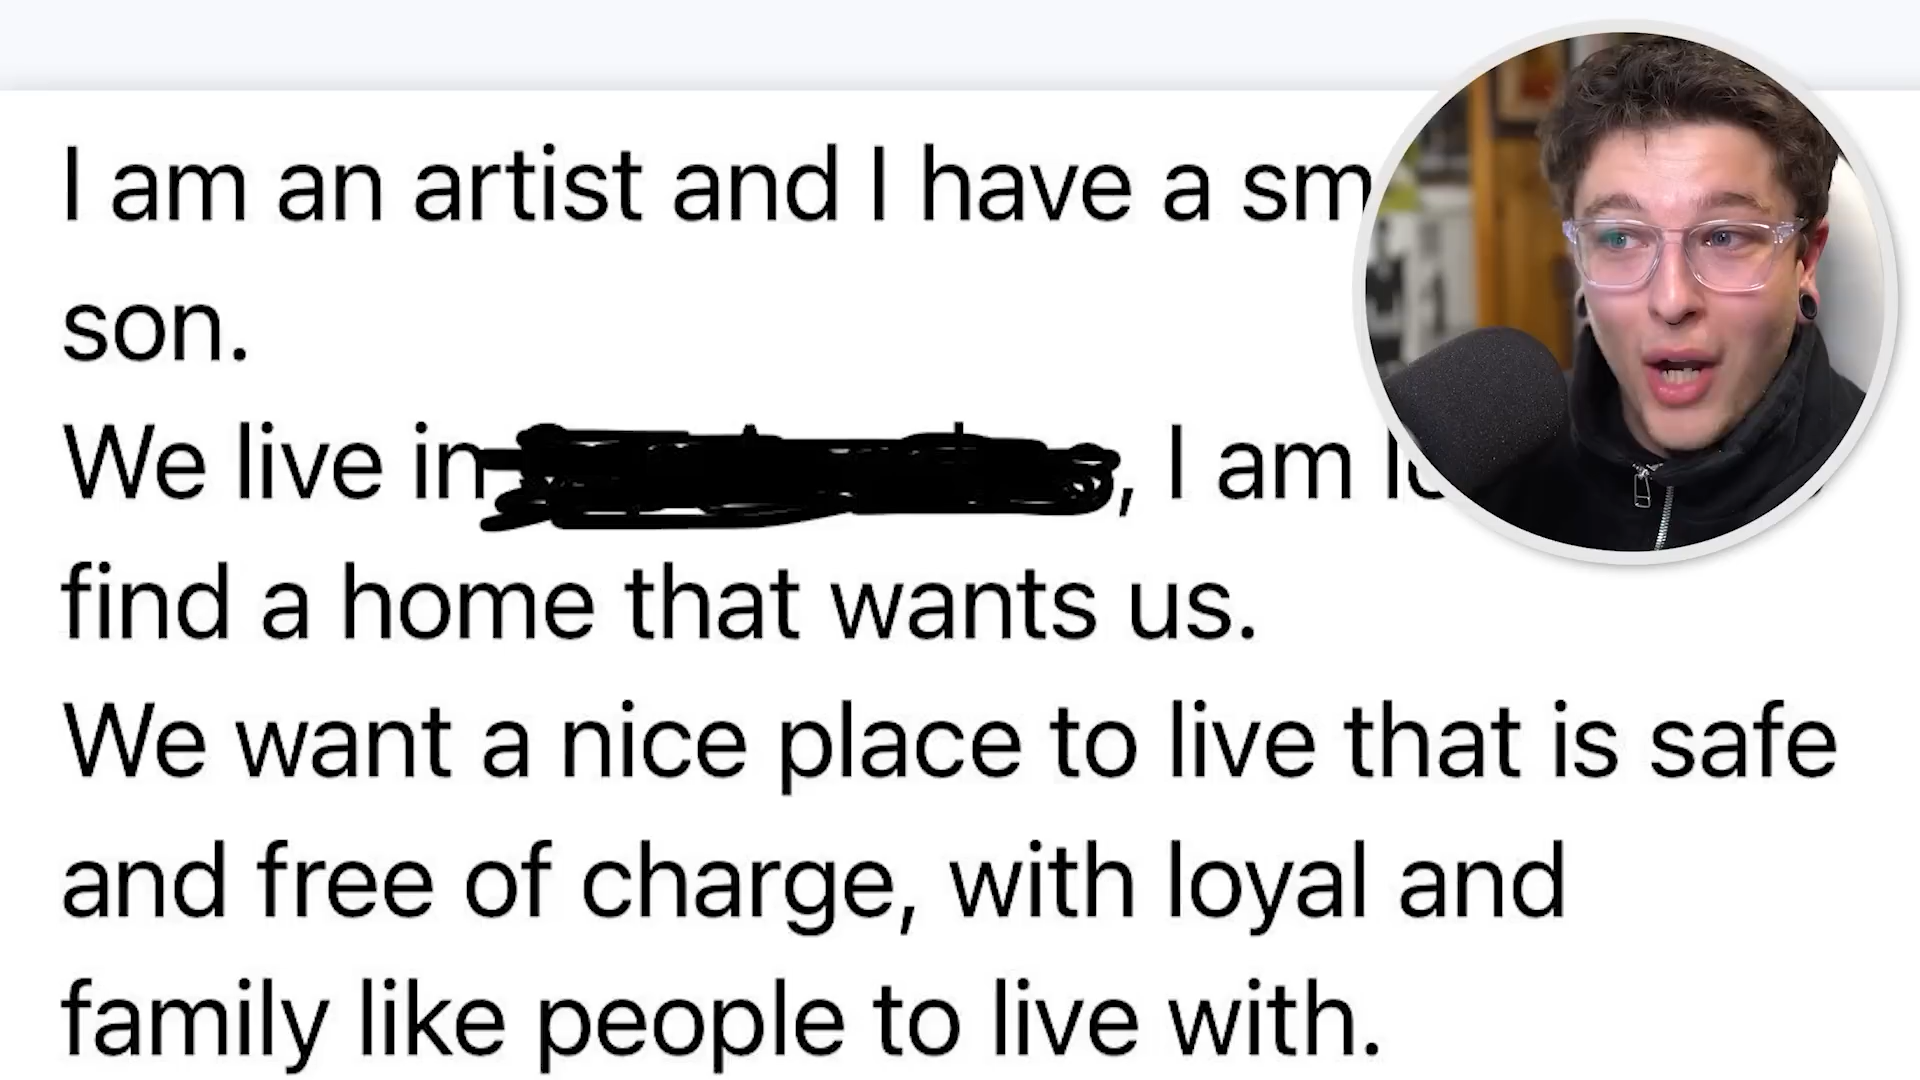 I am an artist and I have a
son.
We live in , I am
find a home that wants us.
We want a nice place to live that is safe
and free of charge, with loyal and
family like people to live with.